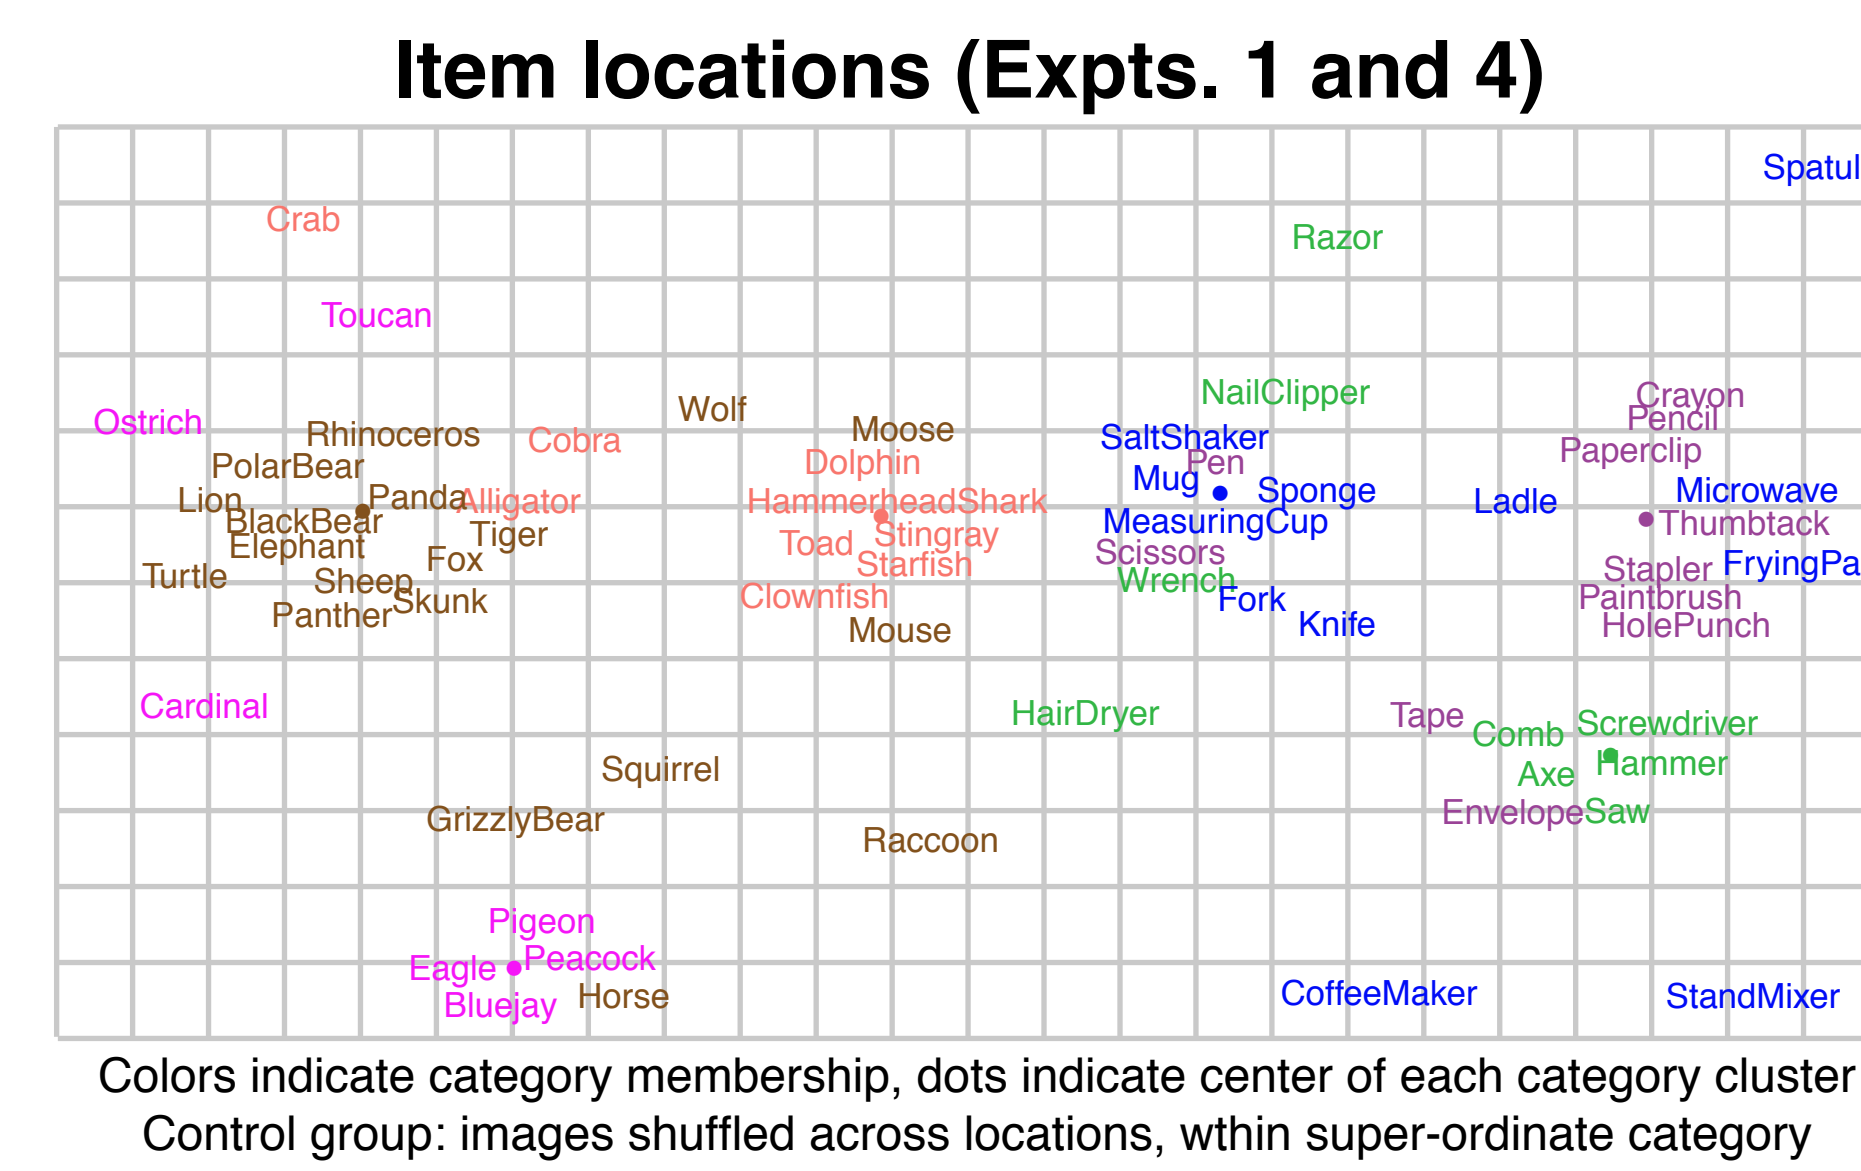 Item locations (Expts. 1 and 4)
Spatul
Crab
Razor
Toucan
NailClipper
Crayon
Wolf
Pencil
Ostrich
Moose
Rhinoceros
Cobra
SaltShaker
Paperclip
Dolphin
Pen
PolarBear
Mug
Sponge
Microwave
Lion
Panda
Alligator
HammerheadShark
Ladle
BlackBear
MeasuringCup
Thumbtack
Tiger
Stingray
Elephant
Toad
Scissors
Fox
Starfish
FryingPa
Stapler
Turtle
Sheep
Wrench
Skunk
Clownfish
Fork
Paintbrush
Panther
Mouse
Knife
HolePunch
Cardinal
HairDryer
Tape
Screwdriver
Comb
Squirrel
Axe
Hammer
GrizzlyBear
Envelope
Saw
Raccoon
Pigeon
Peacock
Eagle
Bluejay
Horse
CoffeeMaker
StandMixer
Colors indicate category membership, dots indicate center of each category cluster
Control group: images shuffled across locations, wthin super-ordinate category